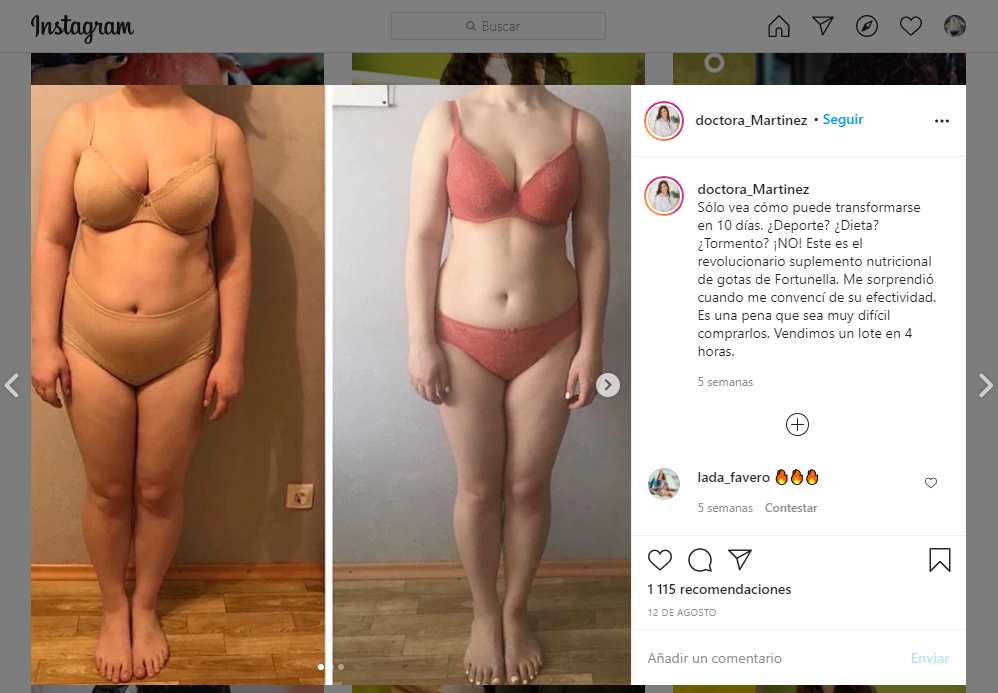 Instagram
Buscar
doctora_Martinez • Seguir
doctora_Martinez
Sólo vea cómo puede transformarse
en 10 días. ¿Deporte? ¿Dieta?
¿Tormento? ¡NO! Este es el
revolucionario suplemento nutricional
de gotas de Fortunella. Me sorprendió
cuando me convencí de su efectividad.
Es una pena que sea muy difícil
comprarlos. Vendimos un lote en 4
horas.
5 semanas
lada_favero 🔥🔥🔥
5 semanas Contestar
1 115 recomendaciones
12 DE AGOSTO
Añadir un comentario Enviar